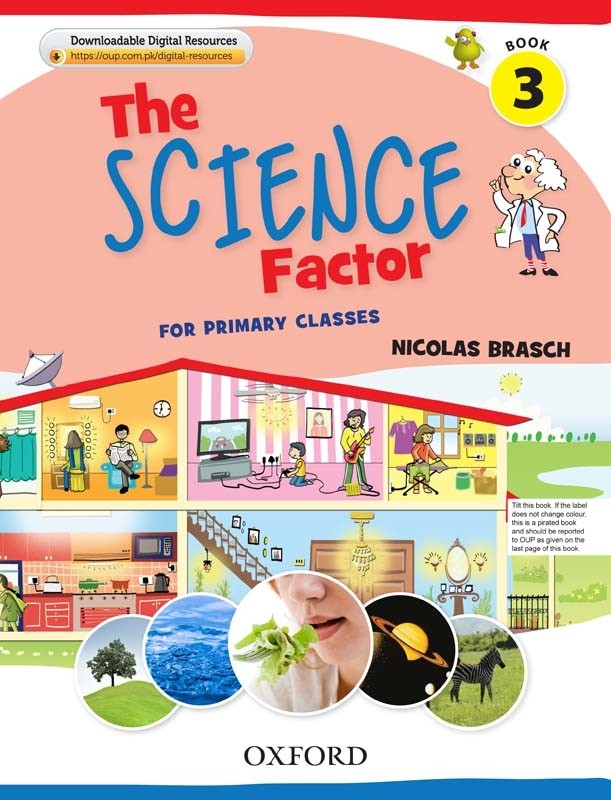 Downloadable Digital Resources
https://oup.com.pk/digital-resources
BOOK
3
The
SCIENCE
Factor
FOR PRIMARY CLASSES
NICOLAS BRASCH
Tilt this book. If the label
does not change colour,
this is a pirated book
and should be reported
to OUP as given on the
last page of this book.
OXFORD